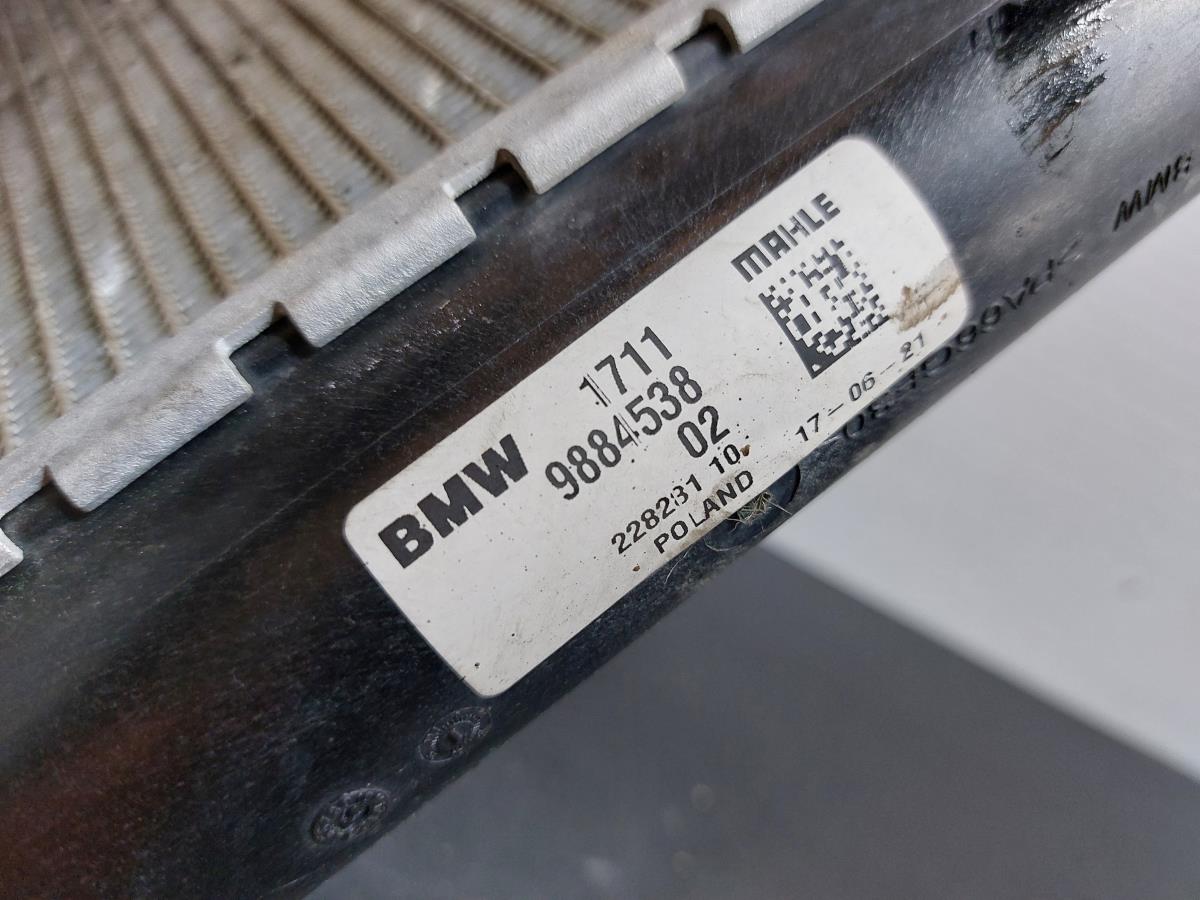 MAHLE
BMW
1711
9884538
02
228231 10
17-06-21
POLAND